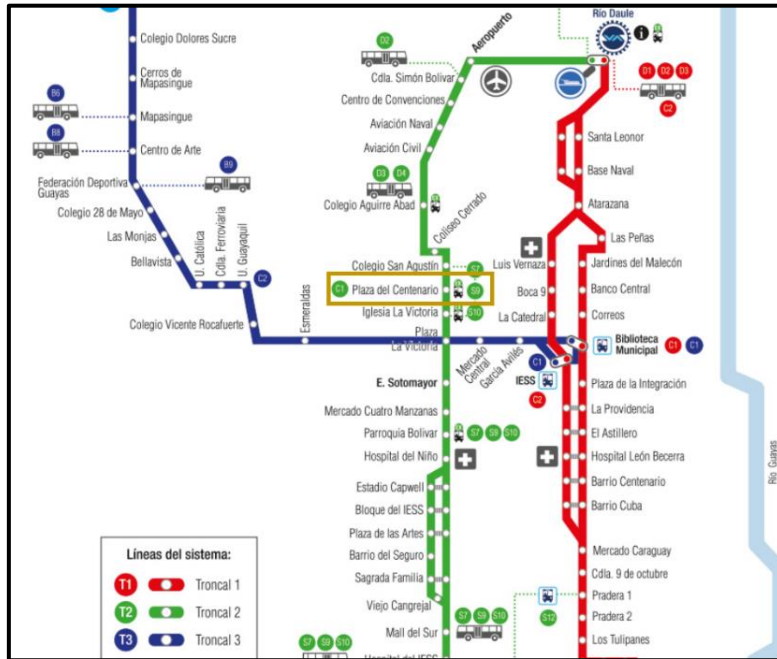 Colegio Dolores Sucre
Cerros de
Mapasingue
B6
Mapasingue
B8
Centro de Arte
B9
Federación Deportiva
Guayas
Colegio 28 de Mayo
Las Monjas
Bellavista
U. Católica
Cdla. Ferroviaria
U. Guayaquil
C2
Colegio Vicente Rocafuerte
Esmeraldas
D2
Aeropuerto
Cdla. Simón Bolívar
Centro de Convenciones
Aviación Naval
Aviación Civil
D3 D4
Colegio Aguirre Abad
Coliseo Cerrado
Colegio San Agustín
S7
C1 Plaza del Centenario S9
Iglesia La Victoria S10
Plaza
La Victoria
Mercado
Central
García Avilés
E. Sotomayor
Mercado Cuatro Manzanas
Parroquia Bolívar S7 S9 S10
Hospital del Niño
Estadio Capwell
Bloque del IESS
Plaza de las Artes
Barrio del Seguro
Sagrada Familia
Viejo Cangrejal
S7 S9 S10
Mall del Sur
S7 S9 S10
Hospital del IESS
Río Daule
D1 D2 D3
C2
Santa Leonor
Base Naval
Atarazana
Las Peñas
Luis Vernaza
Jardines del Malecón
Boca 9
Banco Central
La Catedral
Correos
Biblioteca
Municipal
C1 C1
C1
IESS
C2
Plaza de la Integración
La Providencia
El Astillero
Hospital León Becerra
Barrio Centenario
Barrio Cuba
Mercado Caraguay
Cdla. 9 de octubre
Pradera 1
S12
Pradera 2
Los Tulipanes
Río Guayas
Líneas del sistema:
T1 Troncal 1
T2 Troncal 2
T3 Troncal 3